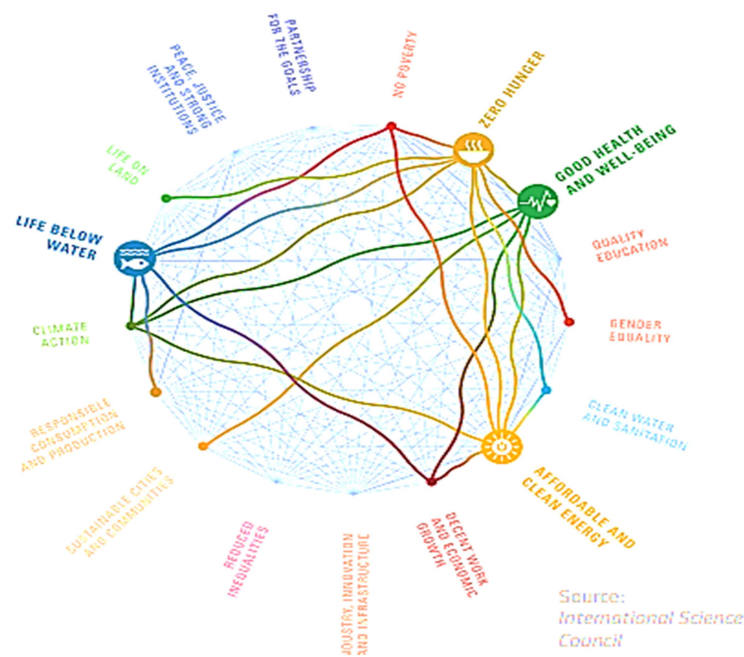 NO POVERTY
ZERO HUNGER
GOOD HEALTH
AND WELL-BEING
QUALITY
EDUCATION
GENDER
EQUALITY
CLEAN WATER
AND SANITATION
AFFORDABLE AND
CLEAN ENERGY
DECENT WORK
AND ECONOMIC
GROWTH
NDUSTRY, INNOVATION
AND INFRASTRUCTURE
REDUCED
INEQUALITIES
SUSTAINABLE CITIES
AND COMMUNITIES
RESPONSIBLE
CONSUMPTION
AND PRODUCTION
CLIMATE
ACTION
LIFE BELOW
WATER
LIFE ON
LAND
PEACE, JUSTICE
AND STRONG
INSTITUTIONS
PARTNERSHIP
FOR THE GOALS
Source:
International Science
Council